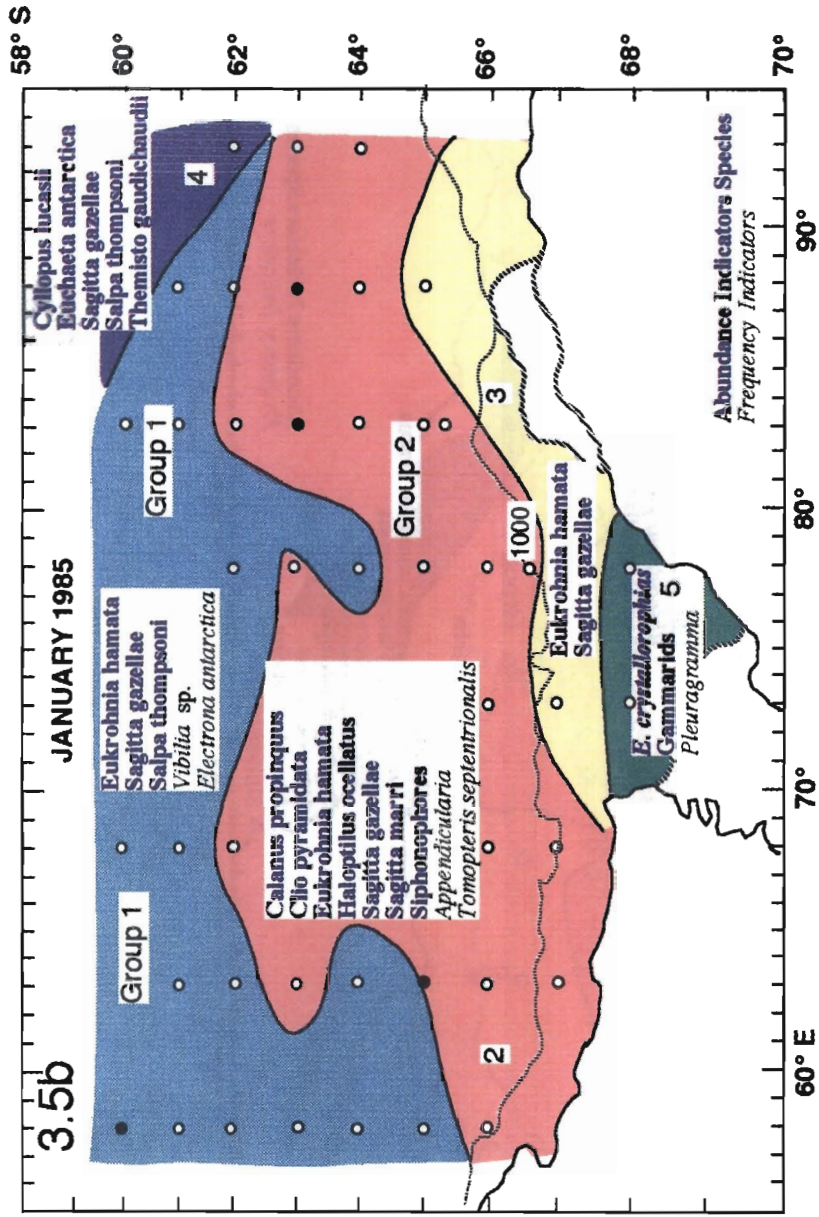 3.5b
JANUARY 1985
58° S
60°
62°
64°
66°
68°
70°
Cyllopus lucasii
Euchaeta antarctica
Sagitta gazellae
Salpa thompsoni
Themisto gaudichaudii
4
Group 1
Eukrohnia hamata
Sagitta gazellae
Salpa thompsoni
Vibilia sp.
Electrona antarctica
Group 1
Group 2
Calanus propinquus
Clio pyramidata
Eukrohnia hamata
Haloptilus ocellatus
Sagitta gazellae
Sagitta marri
Siphonophores
Appendicularia
Tomopteris septentrionalis
2
1000
3
Eukrohnia hamata
Sagitta gazellae
E. crystallorophias
Gammarids 5
Pleuragramma
Abundance Indicators Species
Frequency Indicators
60° E
70°
80°
90°